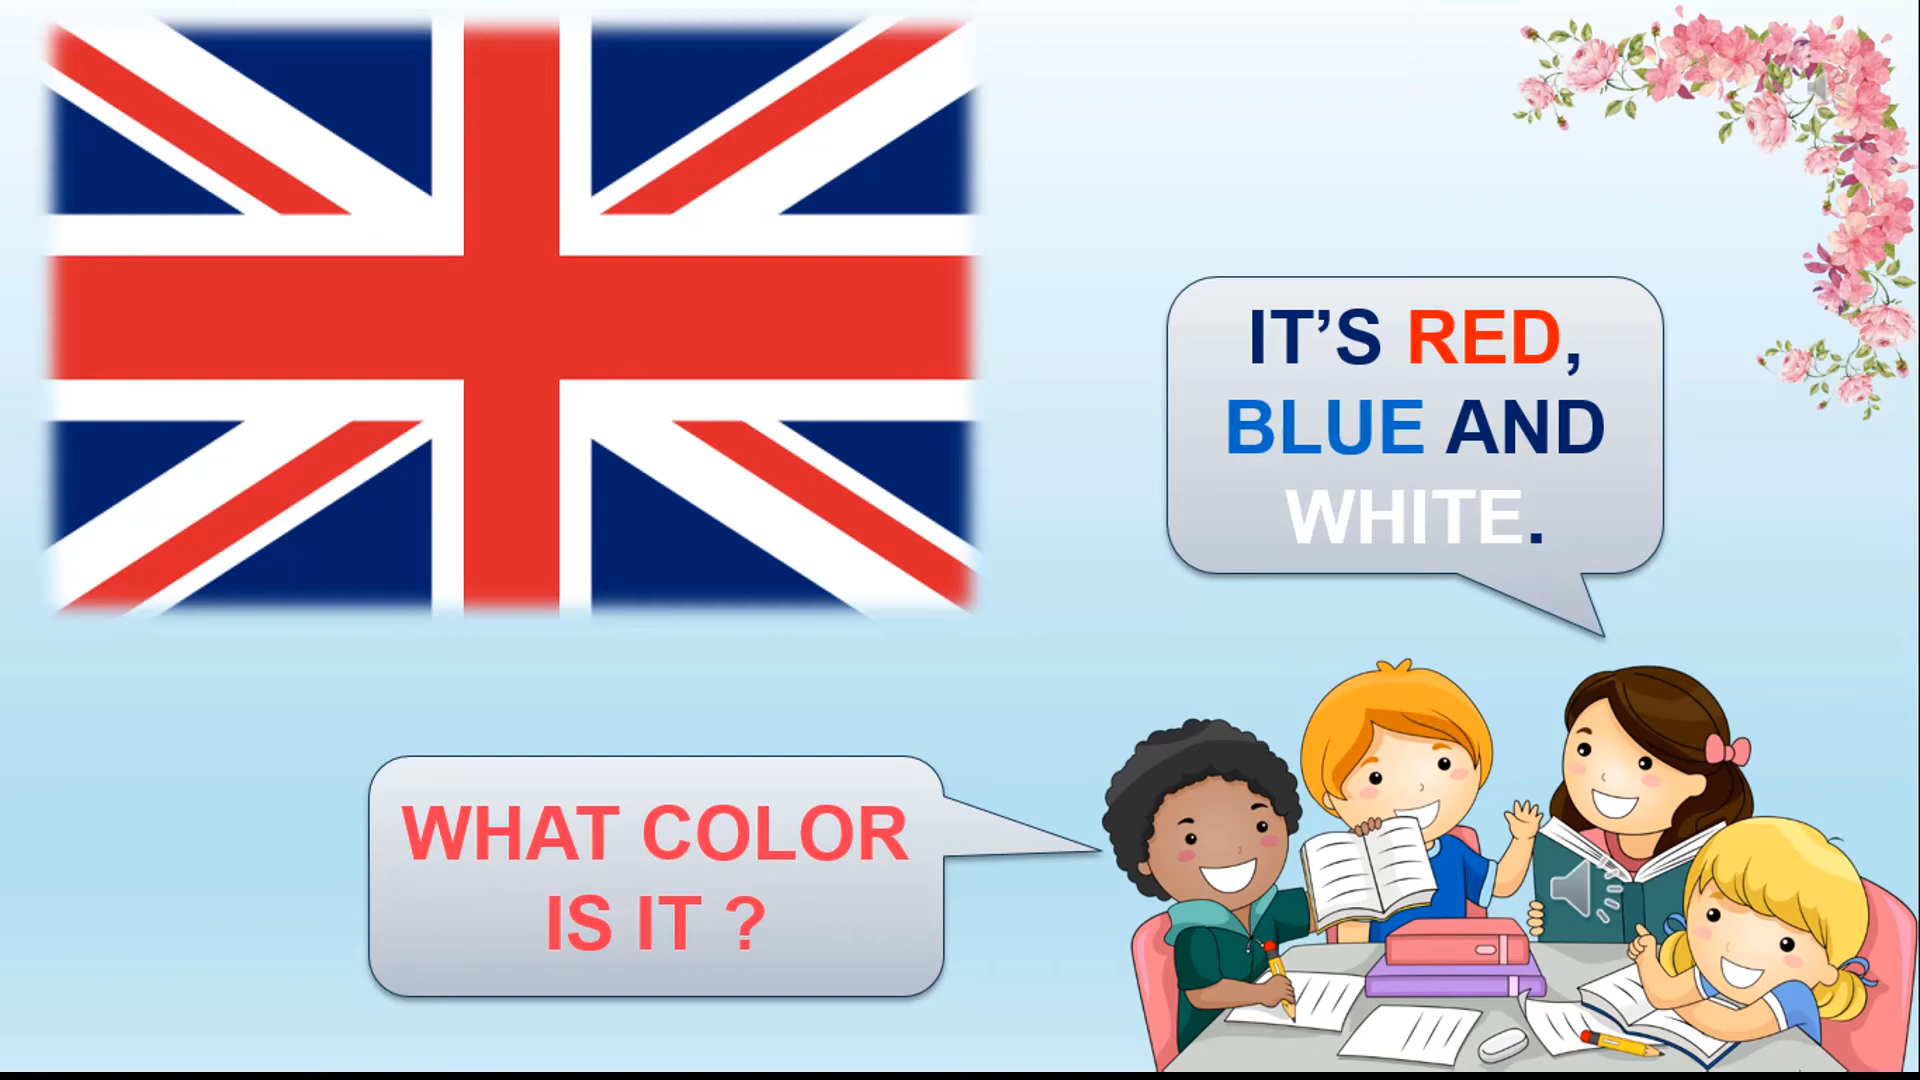 IT’S RED,
BLUE AND
WHITE.
WHAT COLOR
IS IT ?